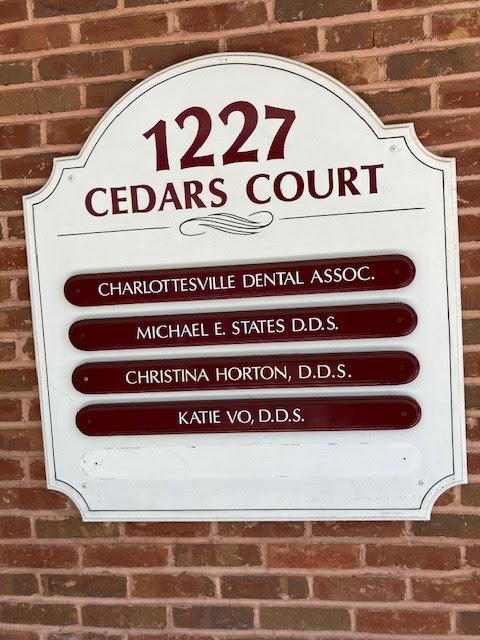 1227
CEDARS COURT
CHARLOTTESVILLE DENTAL ASSOC.
MICHAEL E. STATES D.D.S.
CHRISTINA HORTON, D.D.S.
KATIE VO, D.D.S.